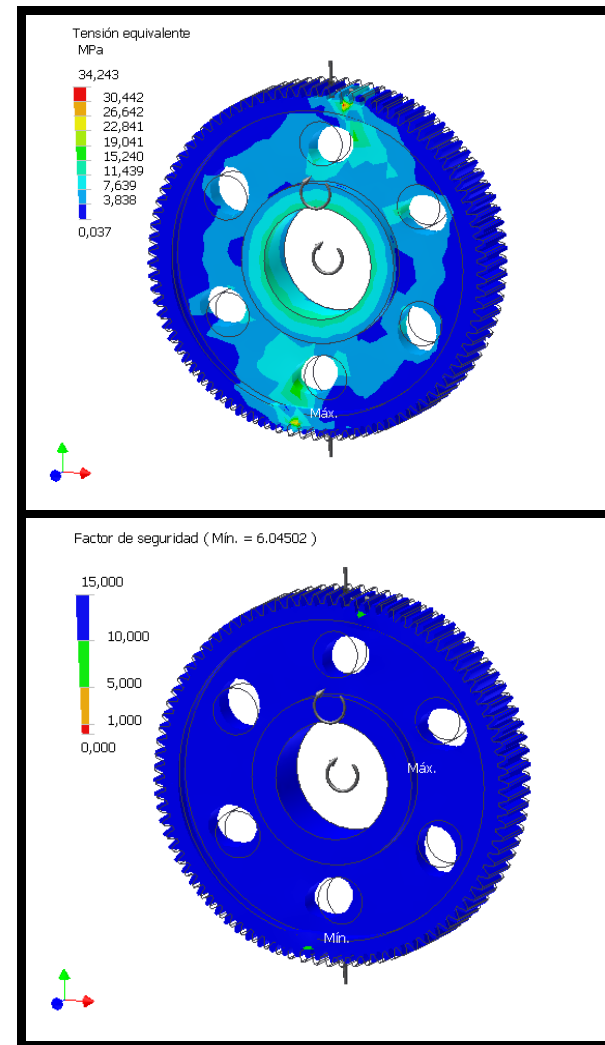 Tensión equivalente
MPa
34,243
30,442
26,642
22,841
19,041
15,240
11,439
7,639
3,838
0,037
Máx.
Factor de seguridad ( Mín. = 6.04502 )
15,000
10,000
5,000
1,000
0,000
Máx.
Mín.